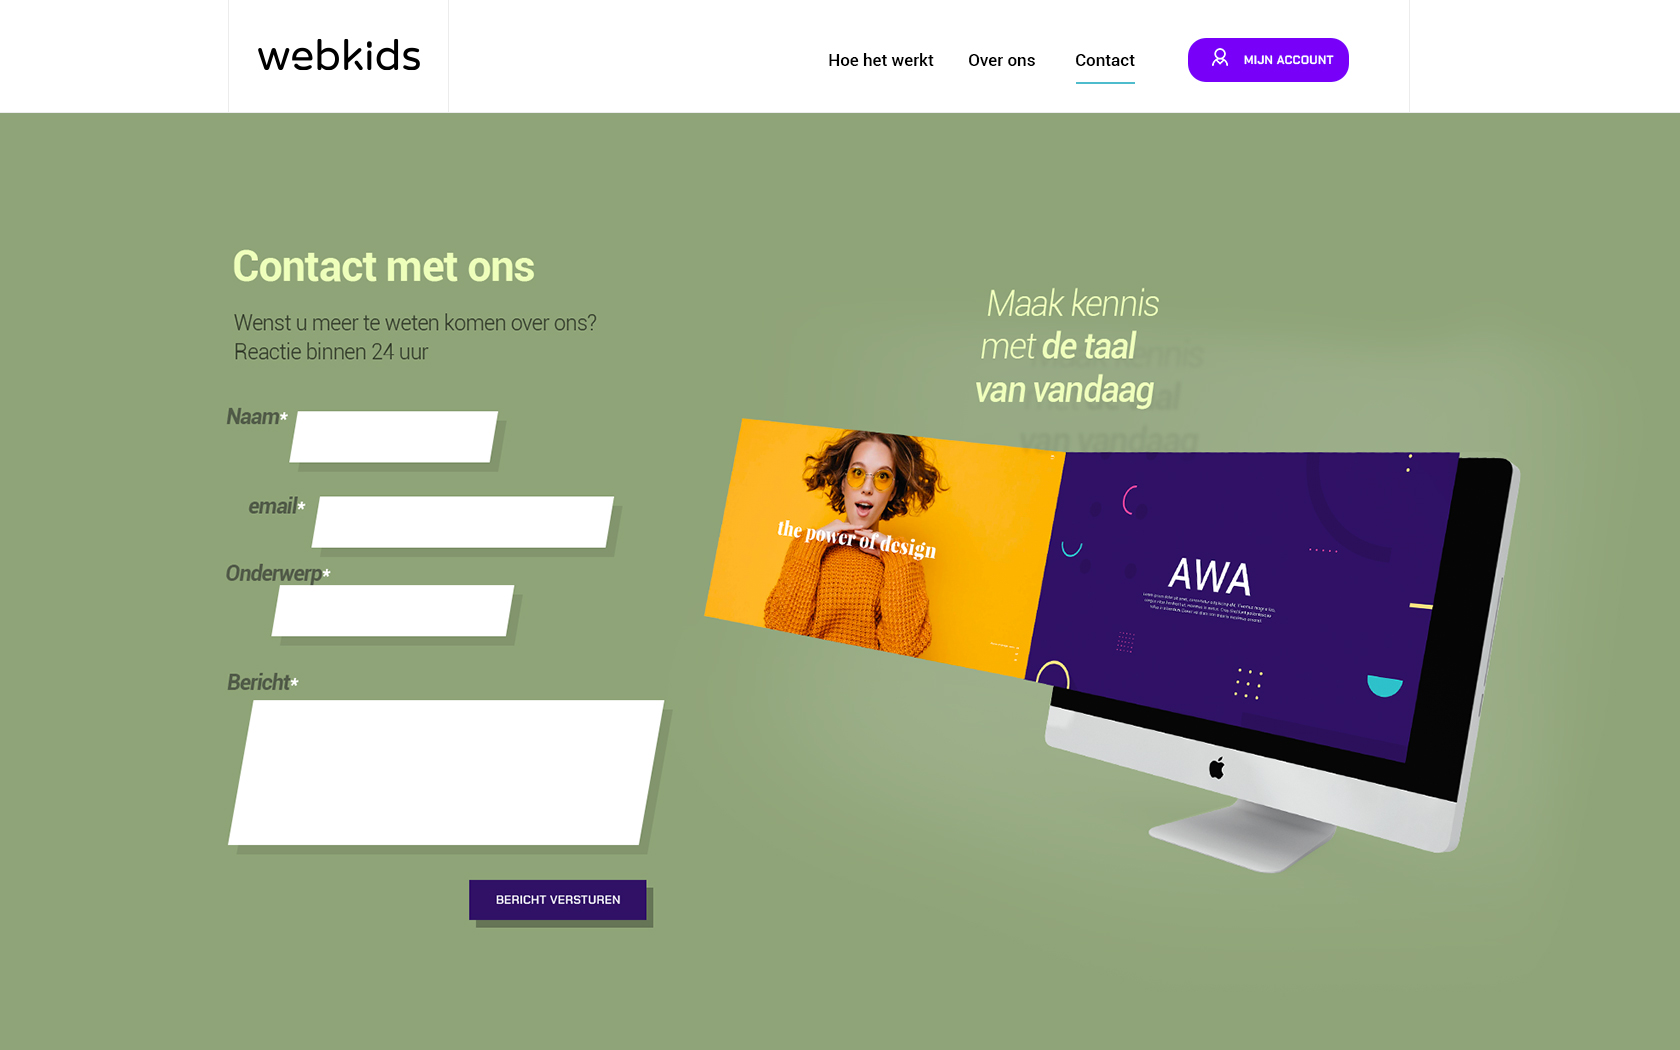 webkids
Hoe het werkt
Over ons
Contact
MIJN ACCOUNT
Contact met ons
Wenst u meer te weten komen over ons?
Reactie binnen 24 uur
Naam*
email*
Onderwerp*
Bericht*
BERICHT VERSTUREN
Maak kennis
met de taal
van vandaag
the power of design
AWA